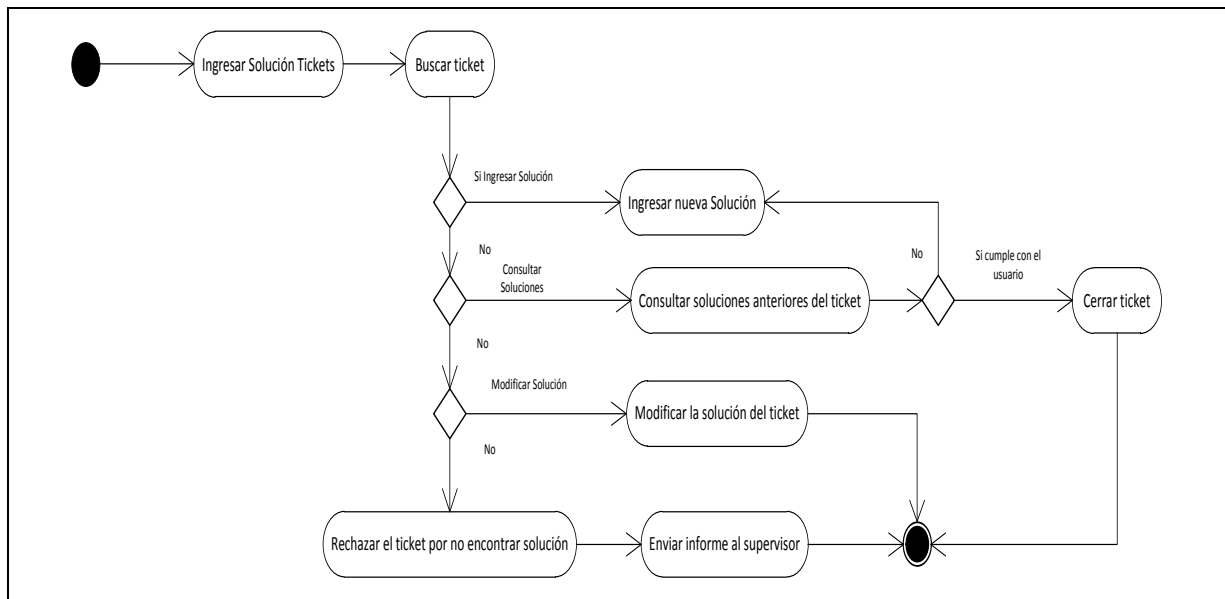 Ingresar Solución Tickets
Buscar ticket
Si Ingresar Solución
Ingresar nueva Solución
No
Consultar
Soluciones
Consultar soluciones anteriores del ticket
No
Si cumple con el
usuario
Cerrar ticket
No
Modificar Solución
Modificar la solución del ticket
No
Rechazar el ticket por no encontrar solución
Enviar informe al supervisor